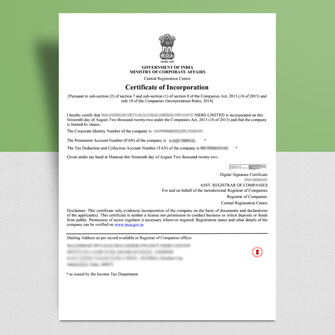 GOVERNMENT OF INDIA
MINISTRY OF CORPORATE AFFAIRS
Central Registration Centre
Certificate of Incorporation
[Pursuant to sub-section (2) of section 7 and sub-section (1) of section 8 of the Companies Act, 2013 (18 of 2013) and
rule 18 of the Companies (Incorporation) Rules, 2014]
I hereby certify that NIDHI LIMITED is incorporated on this
Sixteenth day of August Two thousand twenty-two under the Companies Act, 2013 (18 of 2013) and that the company
is limited by shares.
The Corporate Identity Number of the company is
The Permanent Account Number (PAN) of the company is *
The Tax Deduction and Collection Account Number (TAN) of the company is *
Given under my hand at Manesar this Sixteenth day of August Two thousand twenty-two .
Digital Signature Certificate
ASST. REGISTRAR OF COMPANIES
For and on behalf of the Jurisdictional Registrar of Companies
Registrar of Companies
Central Registration Centre
Disclaimer: This certificate only evidences incorporation of the company on the basis of documents and declarations
of the applicant(s). This certificate is neither a license nor permission to conduct business or solicit deposits or funds
from public. Permission of sector regulator is necessary wherever required. Registration status and other details of the
company can be verified on www.mca.gov.in
Mailing Address as per record available in Registrar of Companies office:
* as issued by the Income Tax Department